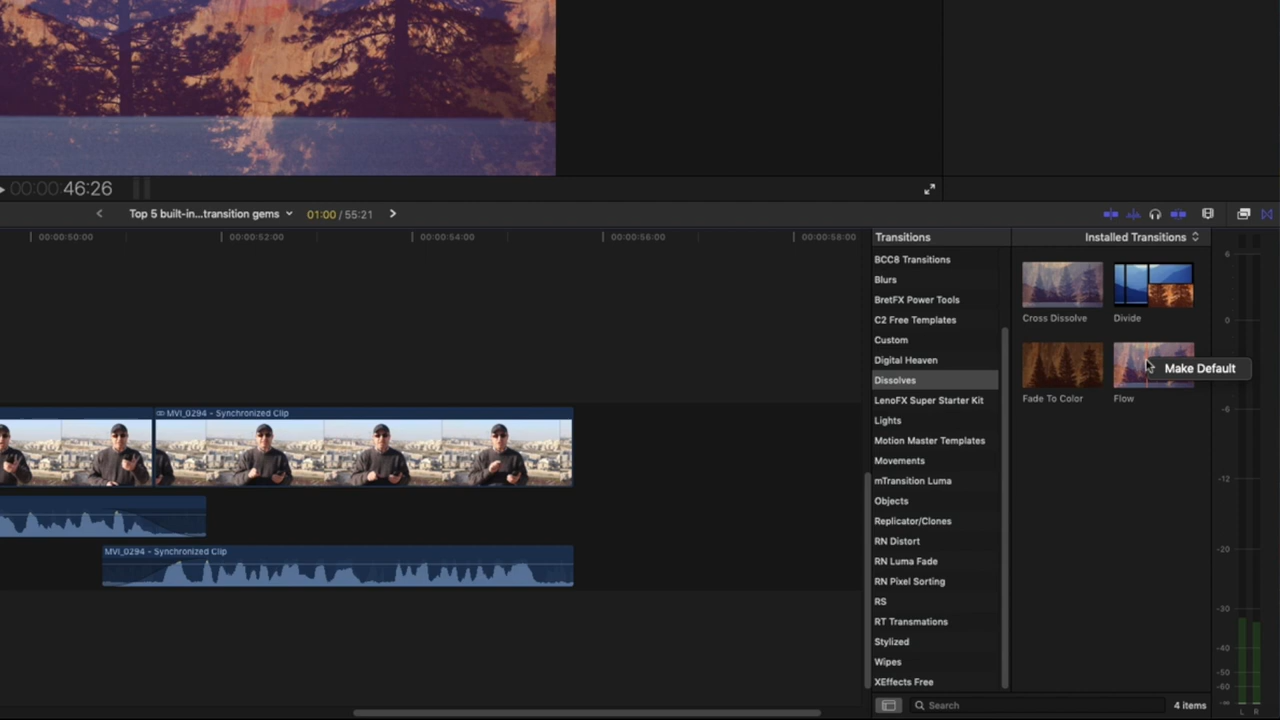 00:00:46:26
Top 5 built-in...transition gems
01:00 / 55:21
00:00:50:00
00:00:52:00
00:00:54:00
00:00:56:00
00:00:58:00
MVI_0294 - Synchronized Clip
MVI_0294 - Synchronized Clip
Transitions
BCC8 Transitions
Blurs
BretFX Power Tools
C2 Free Templates
Custom
Digital Heaven
Dissolves
LenoFX Super Starter Kit
Lights
Motion Master Templates
Movements
mTransition Luma
Objects
Replicator/Clones
RN Distort
RN Luma Fade
RN Pixel Sorting
RS
RT Transmations
Stylized
Wipes
XEffects Free
Installed Transitions
Cross Dissolve
Divide
Fade To Color
Flow
Make Default
Search
4 items
6
0
-6
-12
-20
-30
-40
-50
-60
-∞
L R